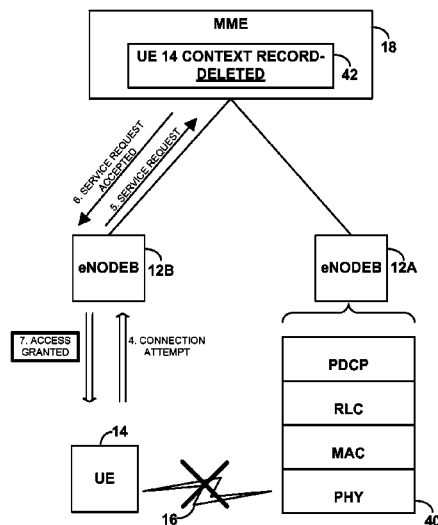 MME
18
UE 14 CONTEXT RECORD-
DELETED
42
6. SERVICE REQUEST
ACCEPTED
5. SERVICE REQUEST
eNODEB
12B
eNODEB
12A
7. ACCESS
GRANTED
4. CONNECTION
ATTEMPT
PDCP
RLC
MAC
PHY
40
14
UE
16